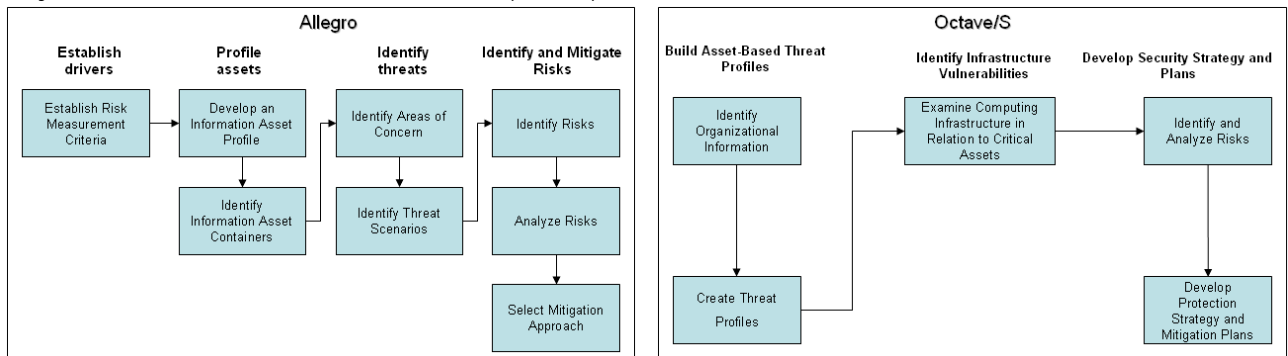 Allegro
Establish
drivers
Profile
assets
Identify
threats
Identify and Mitigate
Risks
Establish Risk
Measurement
Criteria
Develop an
Information Asset
Profile
Identify Areas of
Concern
Identify Risks
Identify
Information Asset
Containers
Identify Threat
Scenarios
Analyze Risks
Select Mitigation
Approach
Octave/S
Build Asset-Based Threat
Profiles
Identify Infrastructure
Vulnerabilities
Develop Security Strategy and
Plans
Identify
Organizational
Information
Examine Computing
Infrastructure in
Relation to Critical
Assets
Identify and
Analyze Risks
Create Threat
Profiles
Develop
Protection
Strategy and
Mitigation Plans